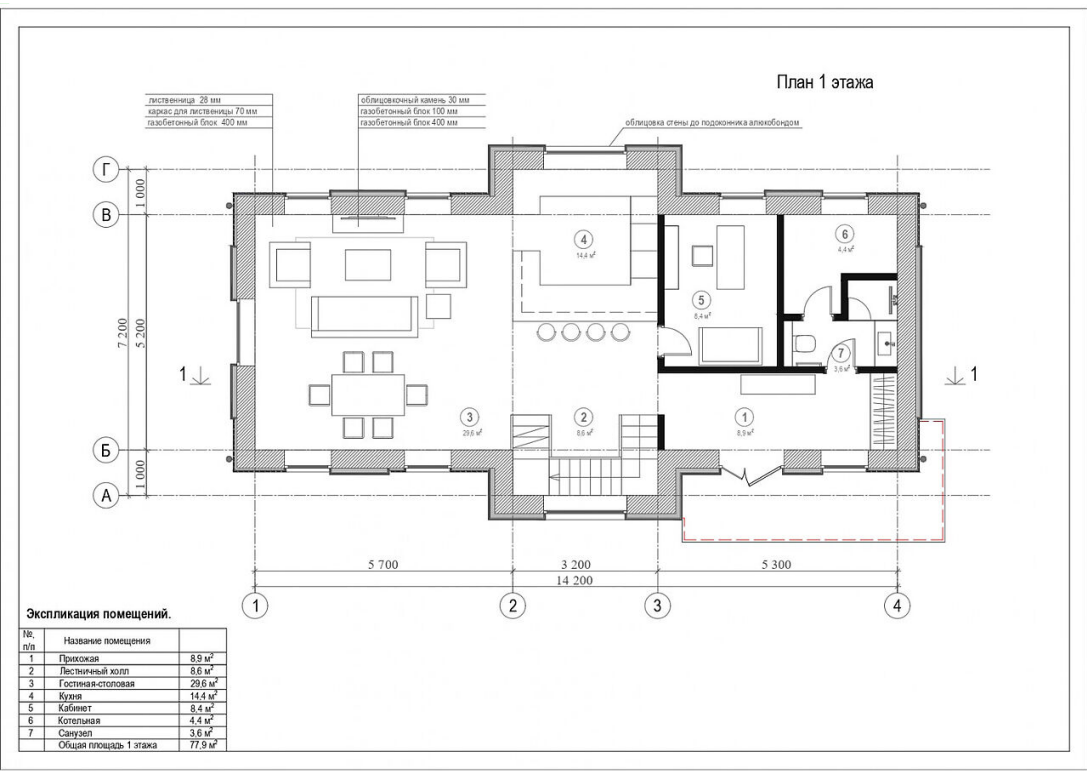 План 1 этажа
лиственница 28 мм
каркас для лиственицы 70 мм
газобетонный блок 400 мм
облицовочный камень 30 мм
газобетонный блок 100 мм
газобетонный блок 400 мм
облицовка стены до подоконника алюкобондом
Г
В
Б
А
1 000
5 200
7 200
1 000
1
1
4
14,4 м²
6
4,4 м²
5
8,4 м²
7
3,6 м²
3
29,6 м²
2
8,6 м²
1
8,9 м²
5 700
3 200
5 300
14 200
1
2
3
4
Экспликация помещений.
№, п/п Название помещения
1 Прихожая 8,9 м²
2 Лестничный холл 8,6 м²
3 Гостиная-столовая 29,6 м²
4 Кухня 14,4 м²
5 Кабинет 8,4 м²
6 Котельная 4,4 м²
7 Санузел 3,6 м²
Общая площадь 1 этажа 77,9 м²